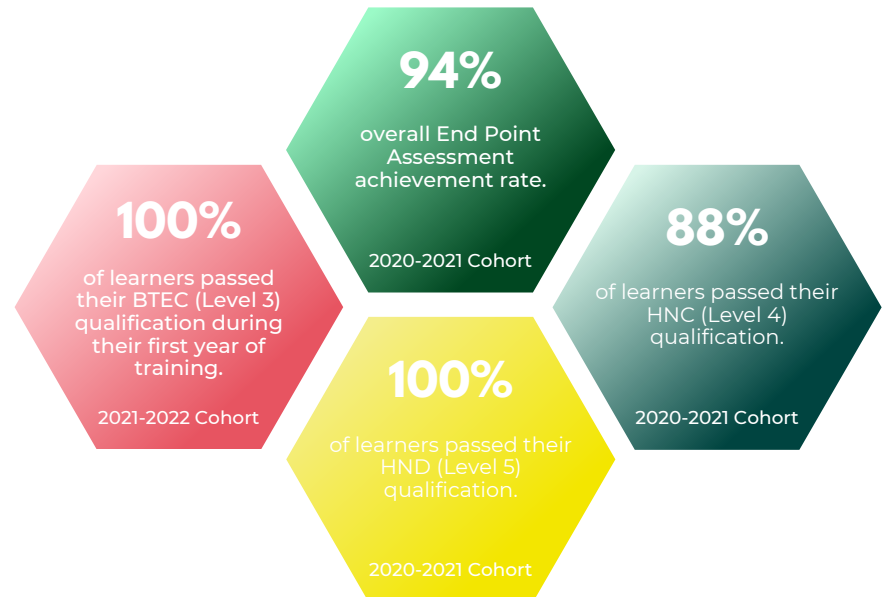 94%
overall End Point
Assessment
achievement rate.
2020-2021 Cohort
100%
of learners passed
their BTEC (Level 3)
qualification during
their first year of
training.
2021-2022 Cohort
88%
of learners passed their
HNC (Level 4)
qualification.
2020-2021 Cohort
100%
of learners passed their
HND (Level 5)
qualification.
2020-2021 Cohort